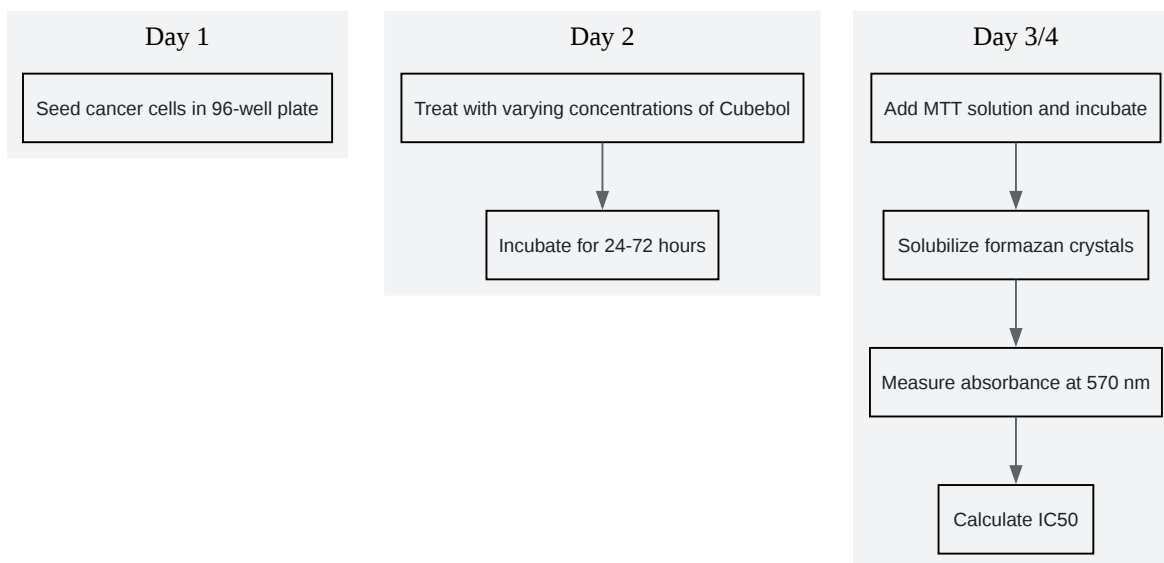 Day 1
Seed cancer cells in 96-well plate
Day 2
Treat with varying concentrations of Cubebol
Incubate for 24-72 hours
Day 3/4
Add MTT solution and incubate
Solubilize formazan crystals
Measure absorbance at 570 nm
Calculate IC50